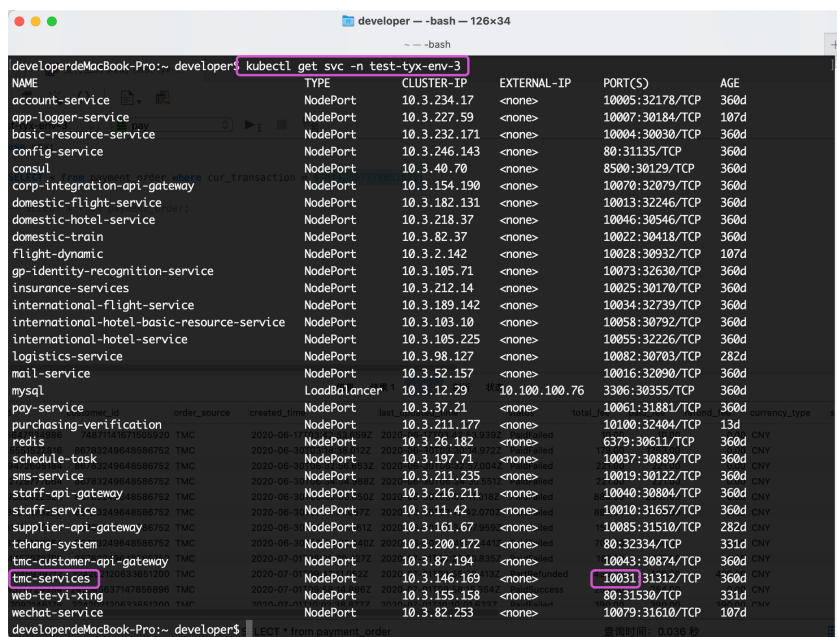 developer — -bash — 126×34
~ — -bash
developerdeMacBook-Pro:~ developer$ kubectl get svc -n test-tyx-env-3
NAME TYPE CLUSTER-IP EXTERNAL-IP PORT(S) AGE
account-service NodePort 10.3.234.17 <none> 10005:32178/TCP 360d
app-logger-service NodePort 10.3.227.59 <none> 10007:30184/TCP 107d
basic-resource-service NodePort 10.3.232.171 <none> 10004:30030/TCP 360d
config-service NodePort 10.3.246.143 <none> 80:31135/TCP 360d
consul NodePort 10.3.40.70 <none> 8500:30129/TCP 360d
corp-integration-api-gateway NodePort 10.3.154.190 <none> 10070:32079/TCP 360d
domestic-flight-service NodePort 10.3.182.131 <none> 10013:32246/TCP 360d
domestic-hotel-service NodePort 10.3.218.37 <none> 10046:30546/TCP 360d
domestic-train NodePort 10.3.82.37 <none> 10022:30418/TCP 360d
flight-dynamic NodePort 10.3.2.142 <none> 10028:30932/TCP 107d
gp-identity-recognition-service NodePort 10.3.105.71 <none> 10073:32630/TCP 360d
insurance-services NodePort 10.3.212.14 <none> 10025:30170/TCP 360d
international-flight-service NodePort 10.3.189.142 <none> 10034:32739/TCP 360d
international-hotel-basic-resource-service NodePort 10.3.103.10 <none> 10058:30792/TCP 360d
international-hotel-service NodePort 10.3.105.225 <none> 10055:32226/TCP 360d
logistics-service NodePort 10.3.98.127 <none> 10082:30703/TCP 282d
mail-service NodePort 10.3.52.157 <none> 10016:32090/TCP 360d
mysql LoadBalancer 10.3.12.29 10.100.100.76 3306:30355/TCP 360d
pay-service NodePort 10.3.37.21 <none> 10061:31881/TCP 360d
purchasing-verification NodePort 10.3.211.177 <none> 10100:32404/TCP 13d
redis NodePort 10.3.26.182 <none> 6379:30611/TCP 360d
schedule-task NodePort 10.3.197.71 <none> 10037:30819/TCP 360d
sms-service NodePort 10.3.211.235 <none> 10019:30122/TCP 360d
staff-api-gateway NodePort 10.3.216.211 <none> 10040:30804/TCP 360d
staff-service NodePort 10.3.11.42 <none> 10010:31657/TCP 360d
supplier-api-gateway NodePort 10.3.161.67 <none> 10085:31510/TCP 282d
tehang-system NodePort 10.3.200.172 <none> 80:32334/TCP 331d
tmc-customer-api-gateway NodePort 10.3.87.194 <none> 10043:30874/TCP 360d
tmc-services NodePort 10.3.146.169 <none> 10031:31312/TCP 360d
web-te-yi-xing NodePort 10.3.155.158 <none> 80:31530/TCP 331d
wechat-service NodePort 10.3.82.253 <none> 10079:31610/TCP 107d
developerdeMacBook-Pro:~ developer$